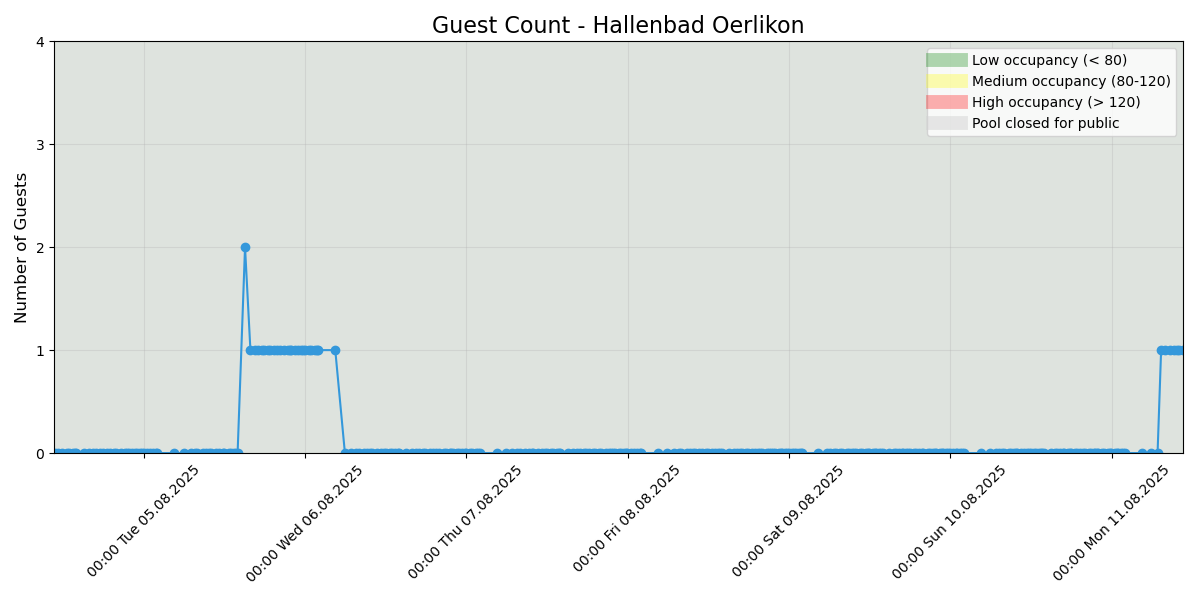 Guest Count - Hallenbad Oerlikon
Number of Guests
4
3
2
1
0
Low occupancy (< 80)
Medium occupancy (80-120)
High occupancy (> 120)
Pool closed for public
00:00 Tue 05.08.2025
00:00 Wed 06.08.2025
00:00 Thu 07.08.2025
00:00 Fri 08.08.2025
00:00 Sat 09.08.2025
00:00 Sun 10.08.2025
00:00 Mon 11.08.2025